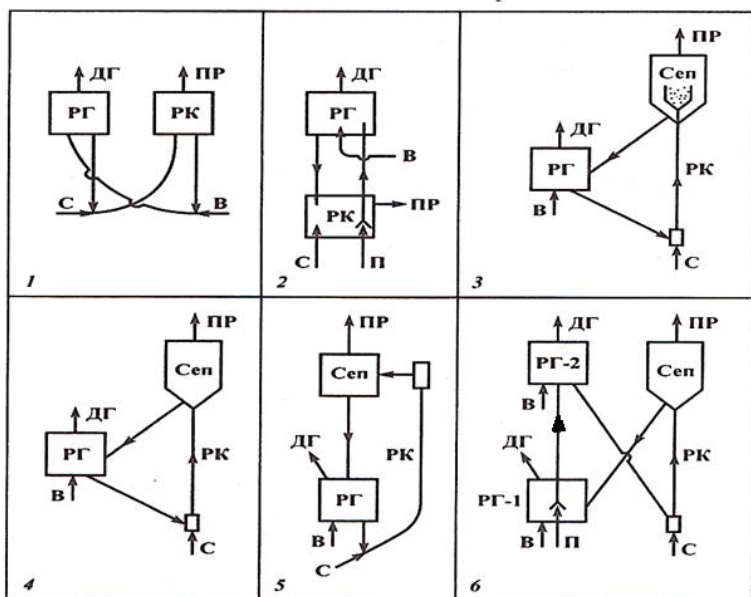 ДГ ПР
РГ РК
С В
1
ДГ
РГ
В
РК ПР
С П
2
ПР
Сеп
ДГ
РГ РК
В
С
3
ПР
Сеп
ДГ
РГ РК
В
С
4
ПР
Сеп
РК
ДГ
РГ
В
С
5
ДГ ПР
РГ-2 Сеп
В
ДГ РК
РГ-1
В П С
6